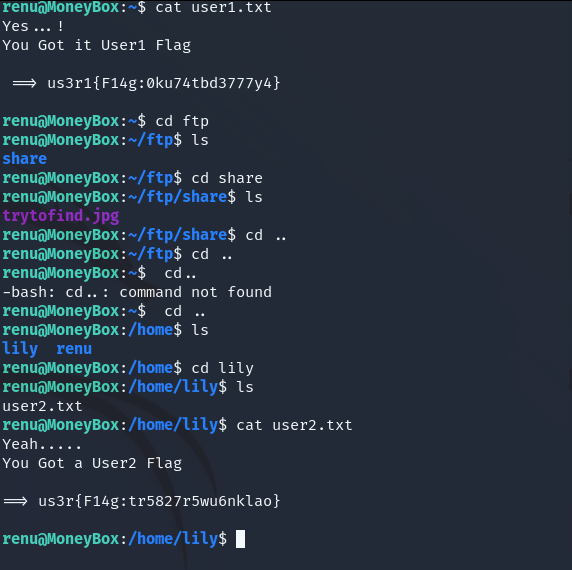 renu@MoneyBox:~$ cat user1.txt
Yes...!
You Got it User1 Flag
==> us3r1{F14g:0ku74tbd3777y4}
renu@MoneyBox:~$ cd ftp
renu@MoneyBox:~/ftp$ ls
share
renu@MoneyBox:~/ftp$ cd share
renu@MoneyBox:~/ftp/share$ ls
trytofind.jpg
renu@MoneyBox:~/ftp/share$ cd ..
renu@MoneyBox:~/ftp$ cd ..
renu@MoneyBox:~$  cd..
-bash: cd..: command not found
renu@MoneyBox:~$  cd ..
renu@MoneyBox:/home$ ls
lily  renu
renu@MoneyBox:/home$ cd lily
renu@MoneyBox:/home/lily$ ls
user2.txt
renu@MoneyBox:/home/lily$ cat user2.txt
Yeah.....
You Got a User2 Flag
==> us3r{F14g:tr5827r5wu6nklao}
renu@MoneyBox:/home/lily$